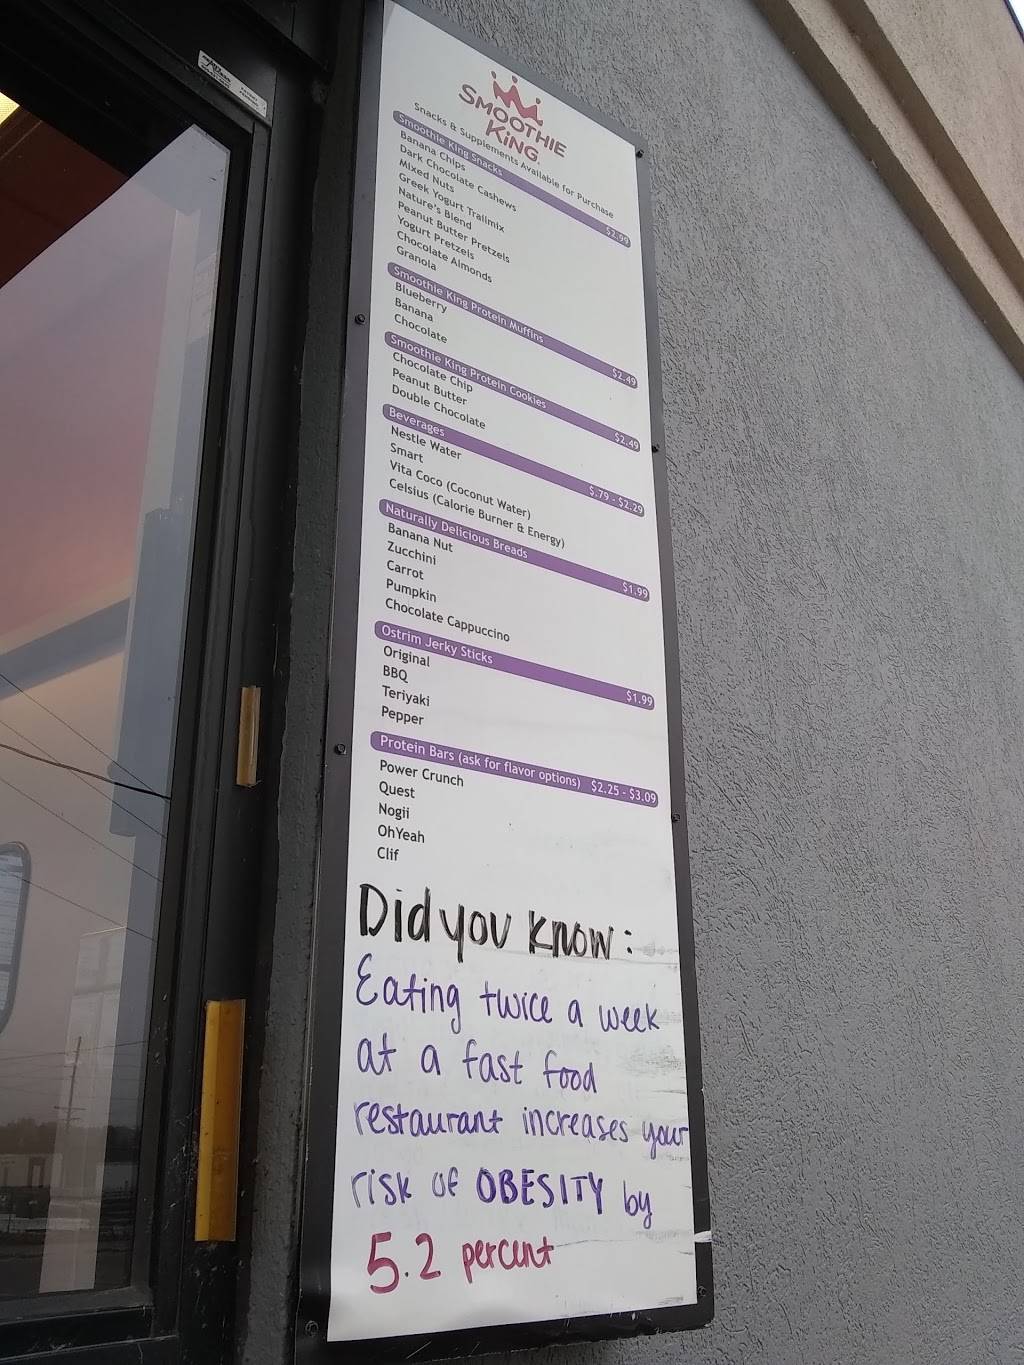 SMOOTHIE
KING
Snacks & Supplements Available for Purchase
Smoothie King Snacks $2.99
Banana Chips
Dark Chocolate Cashews
Mixed Nuts
Greek Yogurt Trailmix
Nature's Blend
Peanut Butter Pretzels
Yogurt Pretzels
Chocolate Almonds
Granola
Smoothie King Protein Muffins $2.49
Blueberry
Banana
Chocolate
Smoothie King Protein Cookies $2.49
Chocolate Chip
Peanut Butter
Double Chocolate
Beverages $.79 - $2.29
Nestle Water
Smart
Vita Coco (Coconut Water)
Celsius (Calorie Burner & Energy)
Naturally Delicious Breads $1.99
Banana Nut
Zucchini
Carrot
Pumpkin
Chocolate Cappuccino
Ostrim Jerky Sticks $1.99
Original
BBQ
Teriyaki
Pepper
Protein Bars (ask for flavor options) $2.25 - $3.09
Power Crunch
Quest
Nogii
OhYeah
Clif
Did you know:
Eating twice a week
at a fast food
restaurant increases your
risk of OBESITY by
5.2 percent